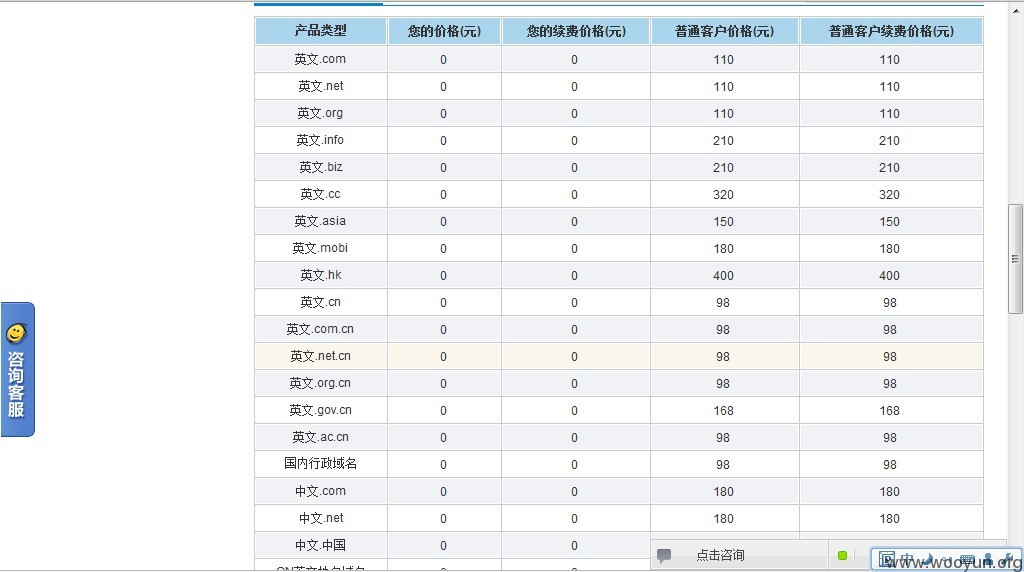 产品类型 您的价格(元) 您的续费价格(元) 普通客户价格(元) 普通客户续费价格(元)
英文.com 0 0 110 110
英文.net 0 0 110 110
英文.org 0 0 110 110
英文.info 0 0 210 210
英文.biz 0 0 210 210
英文.cc 0 0 320 320
英文.asia 0 0 150 150
英文.mobi 0 0 180 180
英文.hk 0 0 400 400
英文.cn 0 0 98 98
英文.com.cn 0 0 98 98
英文.net.cn 0 0 98 98
英文.org.cn 0 0 98 98
英文.gov.cn 0 0 168 168
英文.ac.cn 0 0 98 98
国内行政域名 0 0 98 98
中文.com 0 0 180 180
中文.net 0 0 180 180
中文.中国 0 0
咨询客服
点击咨询
中
www.wooyun.org